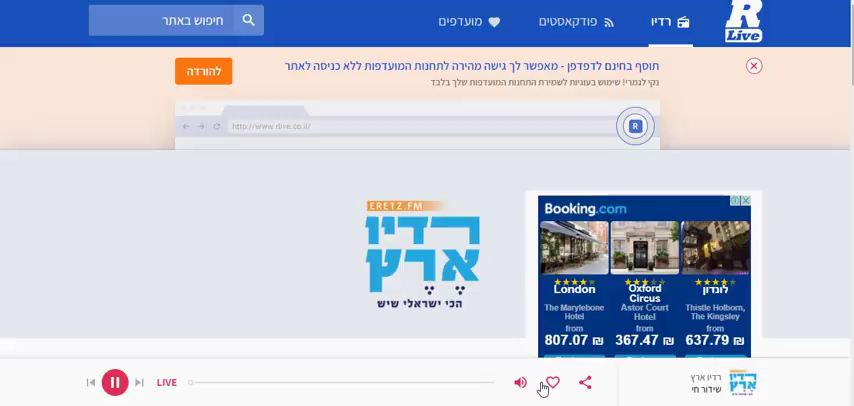 R
Live
רדיו
פודקאסטים
מועדפים
חיפוש באתר
תוסף בחינם לדפדפן - מאפשר לך גישה מהירה לתחנות המועדפות ללא כניסה לאתר
נקי לגמרי! שימוש בעוגיות לשמירת התחנות המועדפות שלך בלבד
להורדה
http://www.rlive.co.il/
R
ERETZ.FM
רדיו
ארץ
הכי ישראלי שיש
Booking.com
London
The Marylebone
Hotel
from
807.07 ₪
Oxford
Circus
Astor Court
Hotel
from
367.47 ₪
לונדון
Thistle Holborn,
The Kingsley
from
637.79 ₪
LIVE
רדיו ארץ
שידור חי
רדיו
ארץ